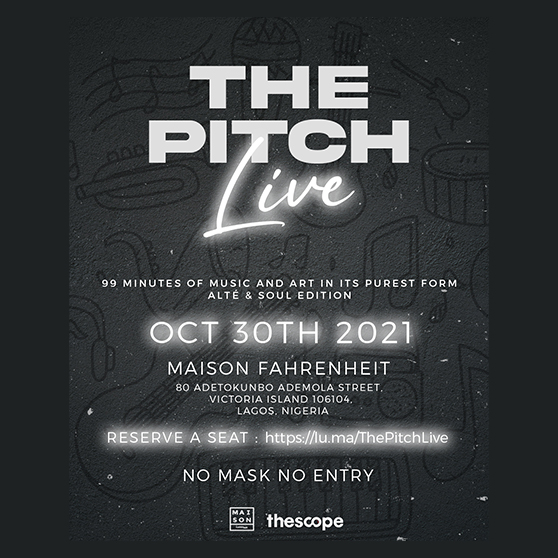 THE
PITCH
Live
99 MINUTES OF MUSIC AND ART IN ITS PUREST FORM
ALTÉ & SOUL EDITION
OCT 30TH 2021
MAISON FAHRENHEIT
80 ADETOKUNBO ADEMOLA STREET,
VICTORIA ISLAND 106104,
LAGOS, NIGERIA
RESERVE A SEAT : https://lu.ma/ThePitchLive
NO MASK NO ENTRY
MAI
SON
thescope